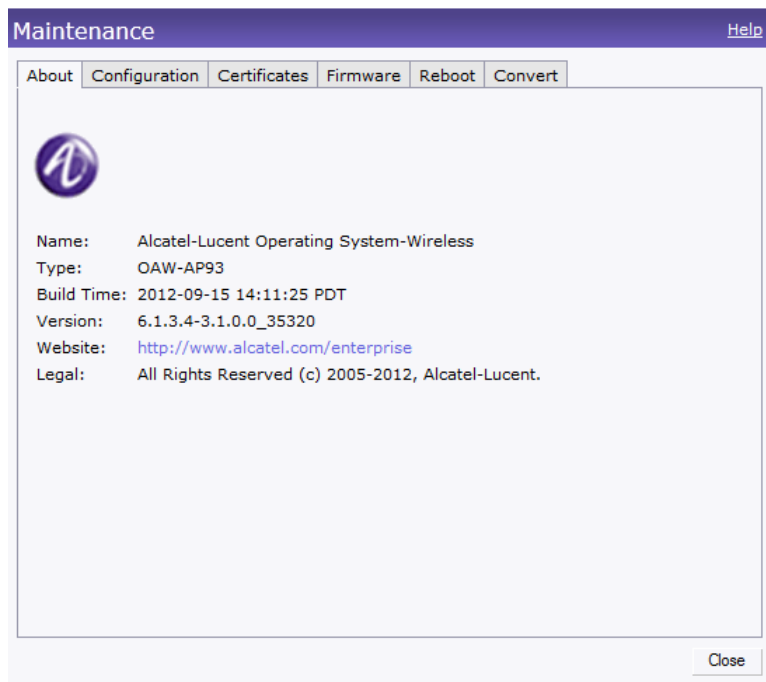 Maintenance Help
About Configuration Certificates Firmware Reboot Convert
Name: Alcatel-Lucent Operating System-Wireless
Type: OAW-AP93
Build Time: 2012-09-15 14:11:25 PDT
Version: 6.1.3.4-3.1.0.0_35320
Website: http://www.alcatel.com/enterprise
Legal: All Rights Reserved (c) 2005-2012, Alcatel-Lucent.
Close